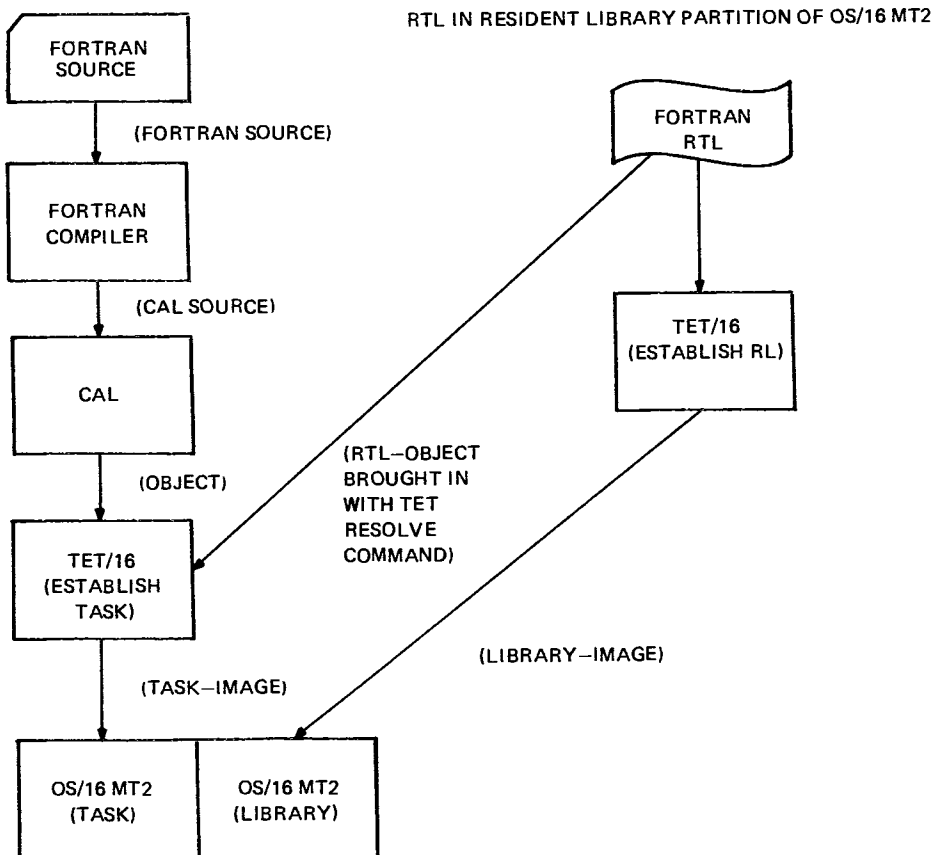 RTL IN RESIDENT LIBRARY PARTITION OF OS/16 MT2
FORTRAN
SOURCE
(FORTRAN SOURCE)
FORTRAN
COMPILER
(CAL SOURCE)
CAL
(OBJECT)
TET/16
(ESTABLISH
TASK)
(TASK–IMAGE)
OS/16 MT2
(TASK)
FORTRAN
RTL
TET/16
(ESTABLISH RL)
(RTL–OBJECT
BROUGHT IN
WITH TET
RESOLVE
COMMAND)
(LIBRARY–IMAGE)
OS/16 MT2
(LIBRARY)